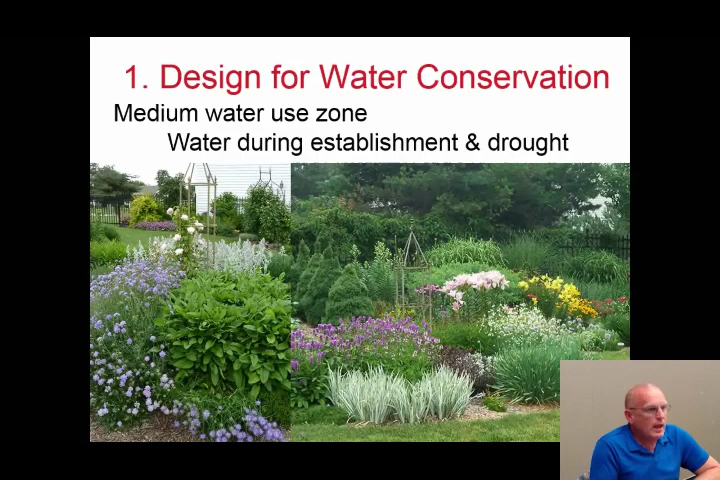 1. Design for Water Conservation
Medium water use zone
Water during establishment & drought